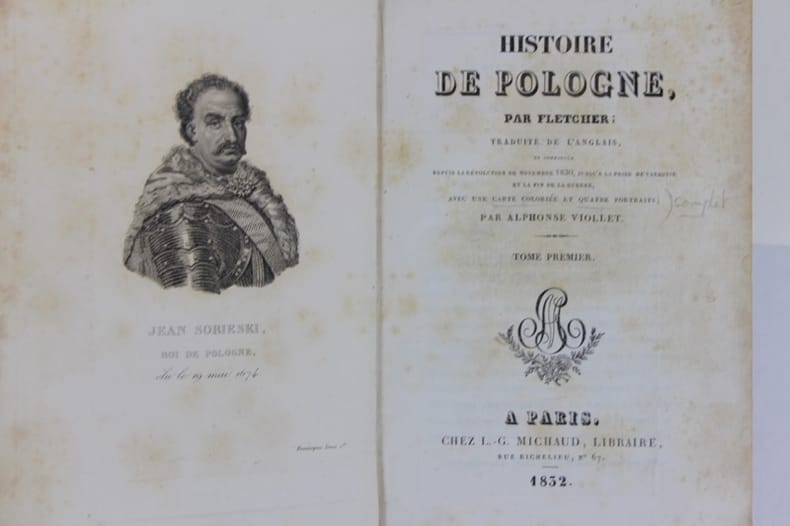 JEAN SOBIESKI,
ROI DE POLOGNE,
Élu le 19 mai 1674
HISTOIRE
DE POLOGNE,
PAR FLETCHER;
TRADUITE DE L'ANGLAIS,
ET CONTINUÉE
DEPUIS LA RÉVOLUTION DE NOVEMBRE 1830, JUSQU'A LA PRISE DE VARSOVIE
ET LA FIN DE LA GUERRE,
AVEC UNE CARTE COLORIÉE ET QUATRE PORTRAITS;
complet
PAR ALPHONSE VIOLLET.
TOME PREMIER.
A PARIS,
CHEZ L.-G. MICHAUD, LIBRAIRE,
RUE RICHELIEU, N° 67.
1832.